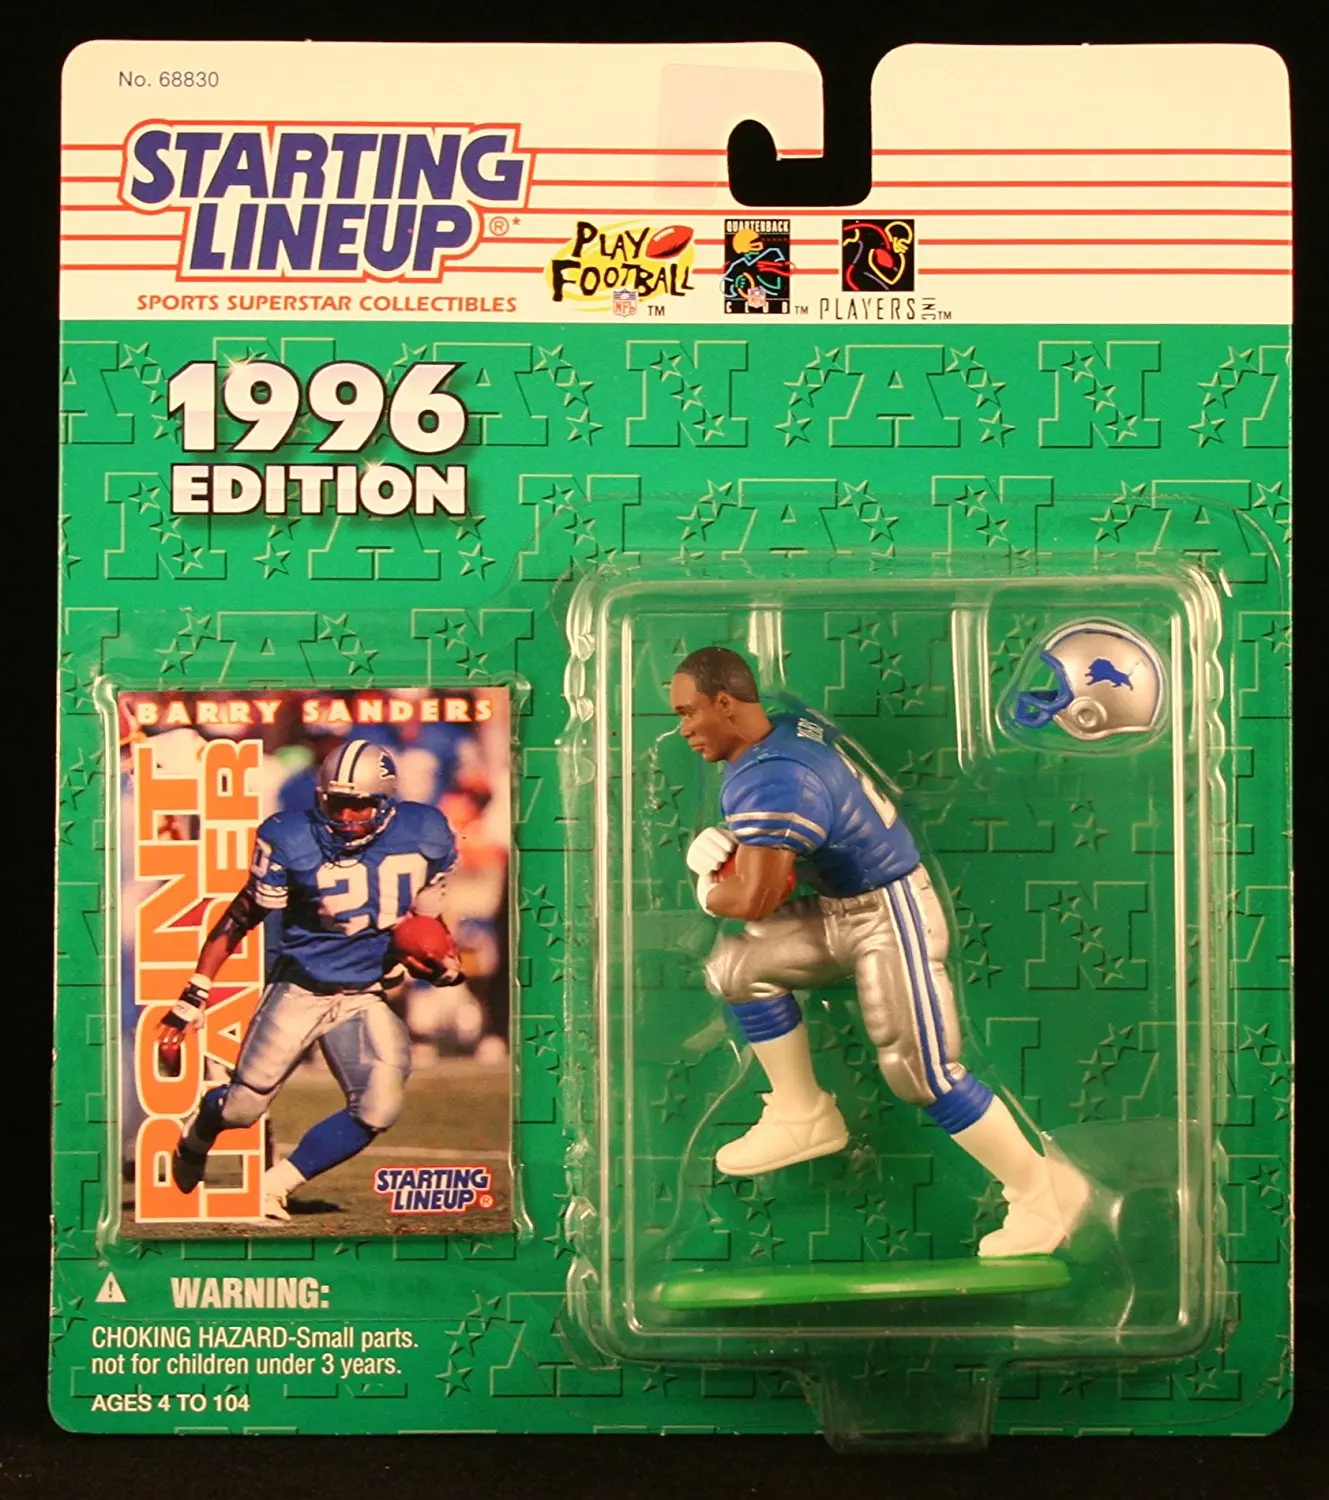 No. 68830
STARTING
LINEUP®*
SPORTS SUPERSTAR COLLECTIBLES
PLAY
FOOTBALL
NFL
TM
QUARTERBACK
CLUB
TM
PLAYERS INC
TM
1996
EDITION
BARRY SANDERS
POINT
LEADER
20
STARTING
LINEUP®
WARNING:
CHOKING HAZARD-Small parts.
not for children under 3 years.
AGES 4 TO 104